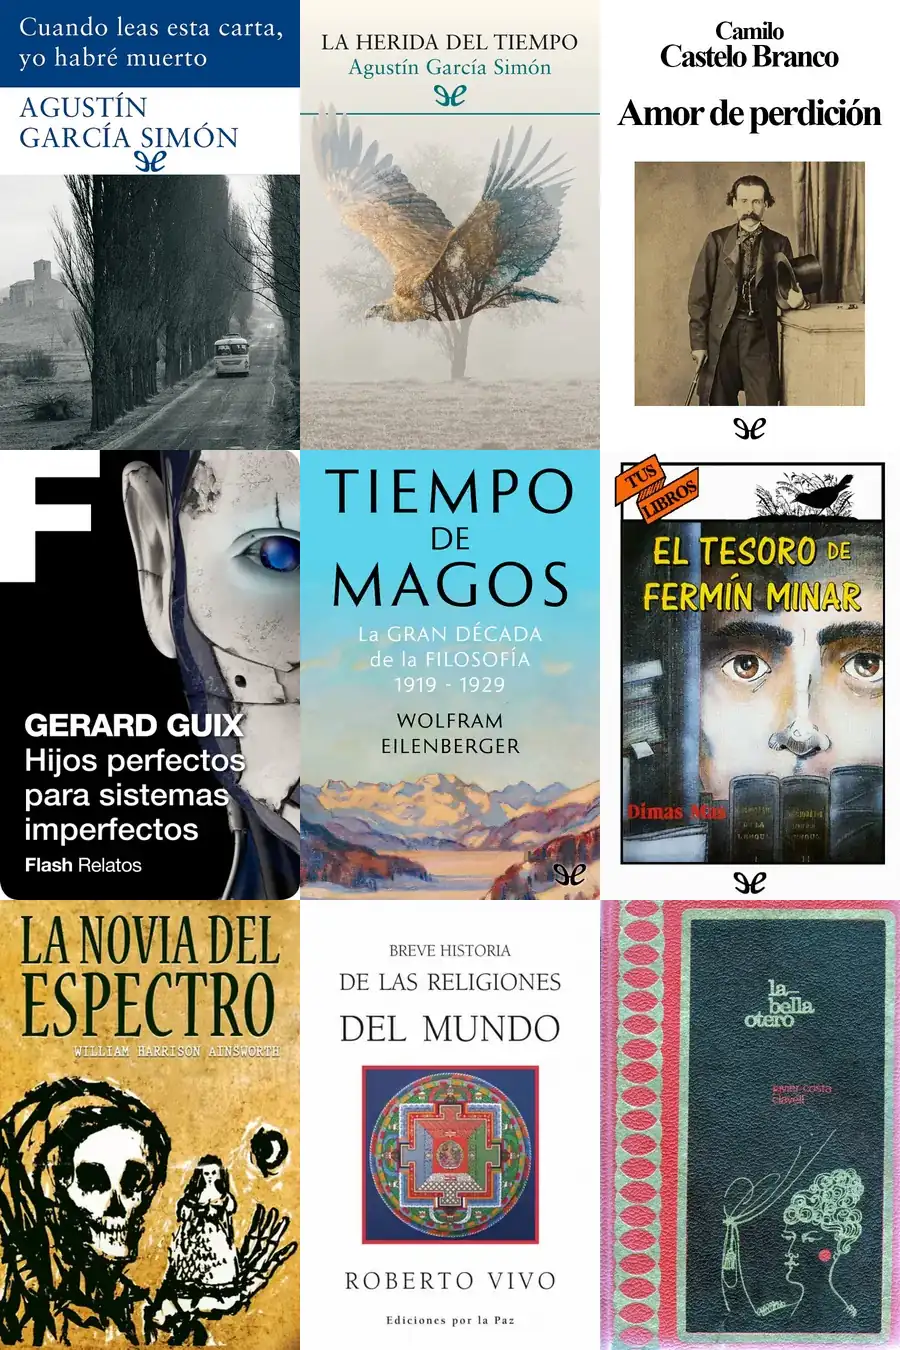 Cuando leas esta carta,
yo habré muerto
AGUSTÍN
GARCÍA SIMÓN
LA HERIDA DEL TIEMPO
Agustín García Simón
Camilo
Castelo Branco
Amor de perdición
F
GERARD GUIX
Hijos perfectos
para sistemas
imperfectos
Flash Relatos
TIEMPO
DE
MAGOS
La GRAN DÉCADA
de la FILOSOFÍA
1919 - 1929
WOLFRAM
EILENBERGER
TUS
LIBROS
EL TESORO DE
FERMÍN MINAR
Dimas Mas
LA NOVIA DEL
ESPECTRO
WILLIAM HARRISON AINSWORTH
BREVE HISTORIA
DE LAS RELIGIONES
DEL MUNDO
ROBERTO VIVO
Ediciones por la Paz
la
bella
otero
javier costa
clavell